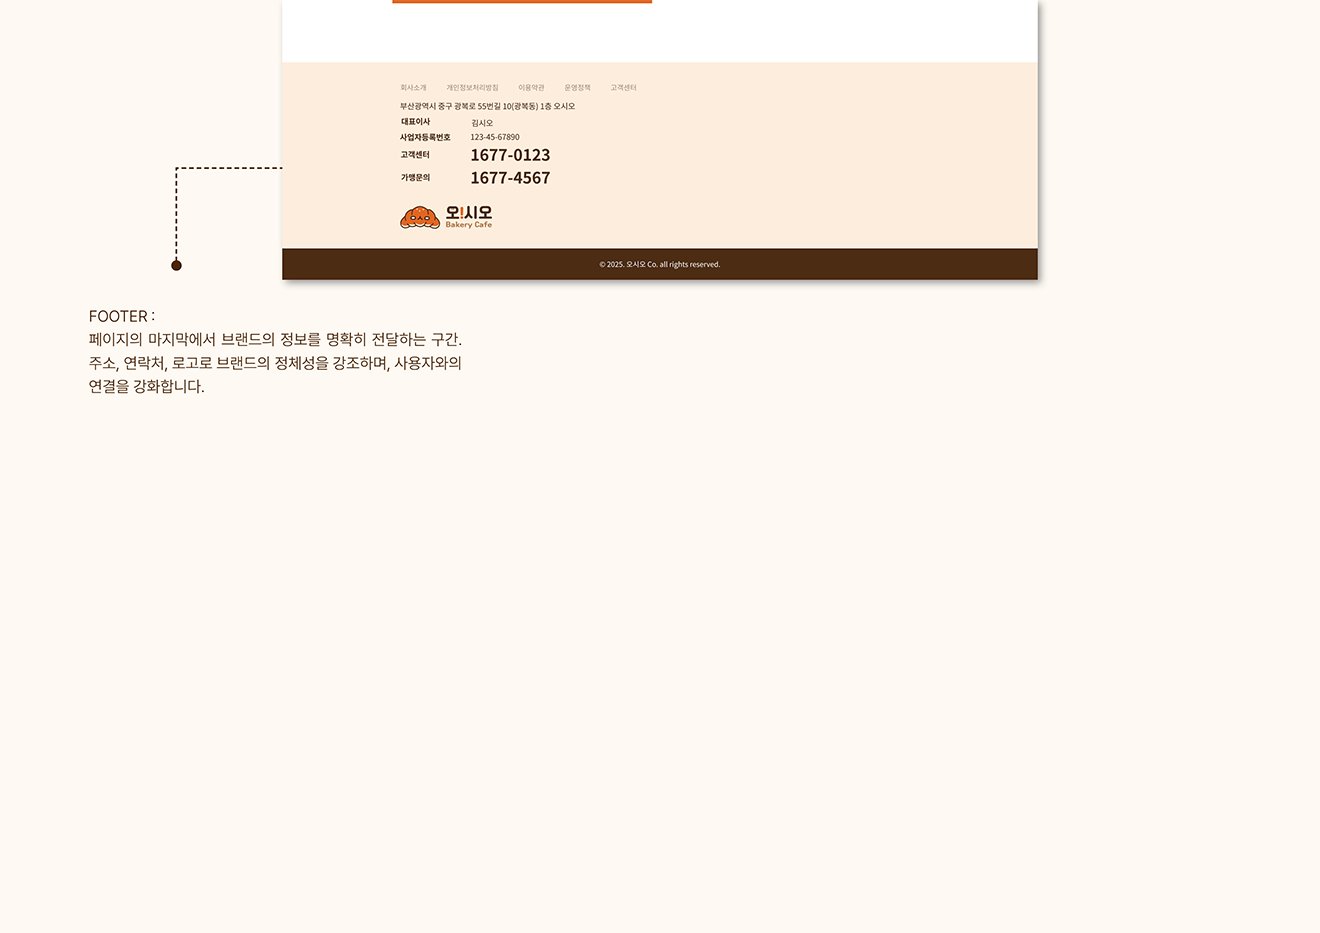 회사소개 개인정보처리방침 이용약관 운영정책 고객센터
부산광역시 중구 광복로 55번길 10(광복동) 1층 오시오
대표이사 김시오
사업자등록번호 123-45-67890
고객센터 1677-0123
가맹문의 1677-4567
오!시오
Bakery Cafe
© 2025. 오시오 Co. all rights reserved.
FOOTER :
페이지의 마지막에서 브랜드의 정보를 명확히 전달하는 구간.
주소, 연락처, 로고로 브랜드의 정체성을 강조하며, 사용자와의
연결을 강화합니다.